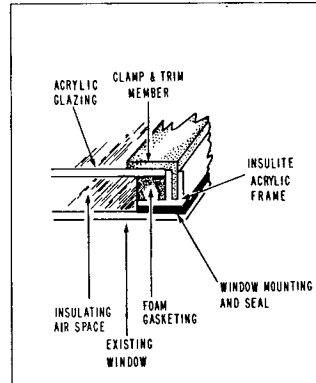 CLAMP & TRIM
MEMBER
ACRYLIC
GLAZING
INSULITE
ACRYLIC
FRAME
WINDOW MOUNTING
AND SEAL
FOAM
GASKETING
INSULATING
AIR SPACE
EXISTING
WINDOW